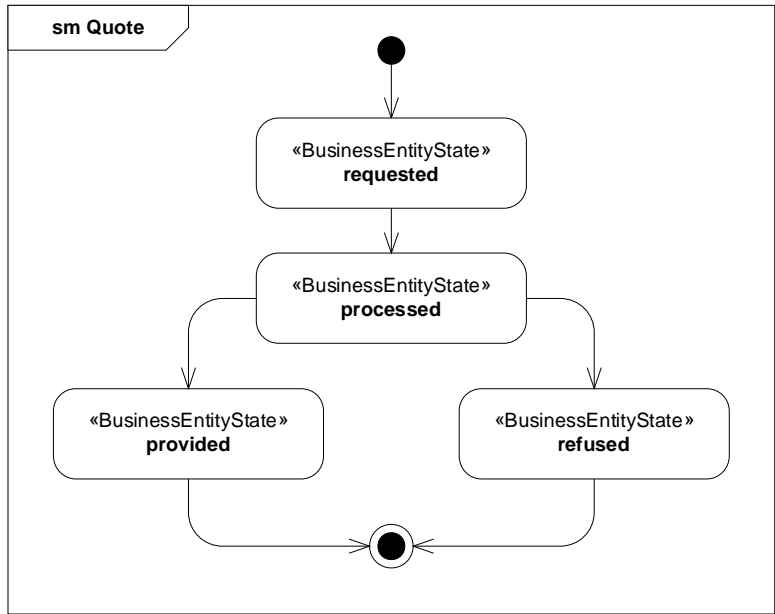 sm Quote
«BusinessEntityState»
requested
«BusinessEntityState»
processed
«BusinessEntityState»
provided
«BusinessEntityState»
refused